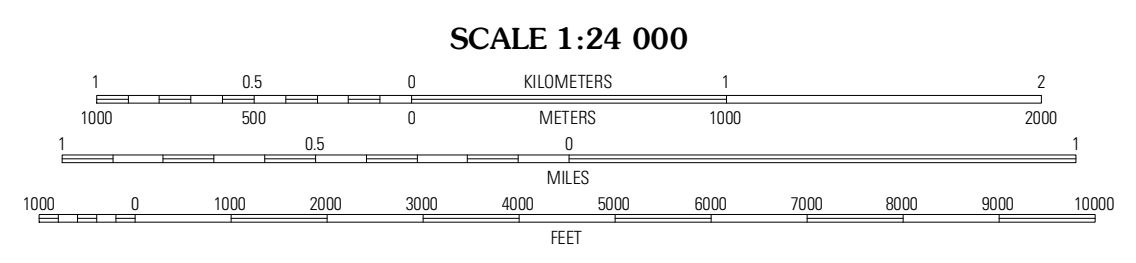 SCALE 1:24 000
1 0.5 0 KILOMETERS 1 2
1000 500 0 METERS 1000 2000
1 0.5 0 1
MILES
1000 0 1000 2000 3000 4000 5000 6000 7000 8000 9000 10000
FEET